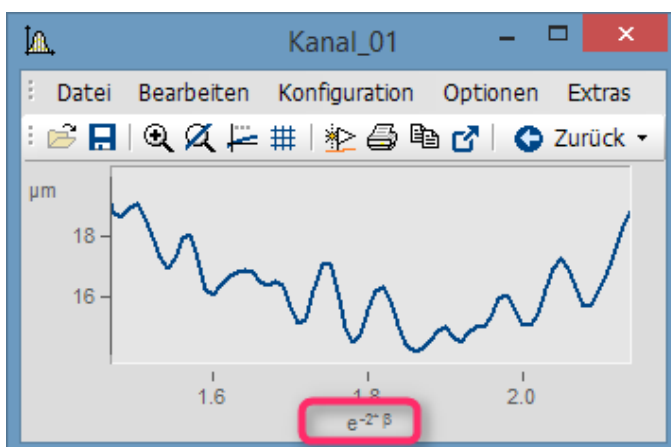 Kanal_01
Datei Bearbeiten Konfiguration Optionen Extras
Zurück
µm
18
16
1.6 1.8 2.0
e^-2* β